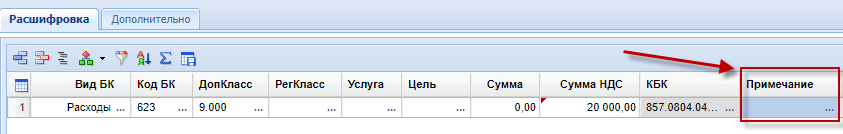 Расшифровка Дополнительно
Вид БК Код БК ДопКласс РегКласс Услуга Цель Сумма Сумма НДС КБК Примечание
1 Расходы ... 623 ... 9.000 ... ... ... ... 0,00 20 000,00 857.0804.04... ... ...